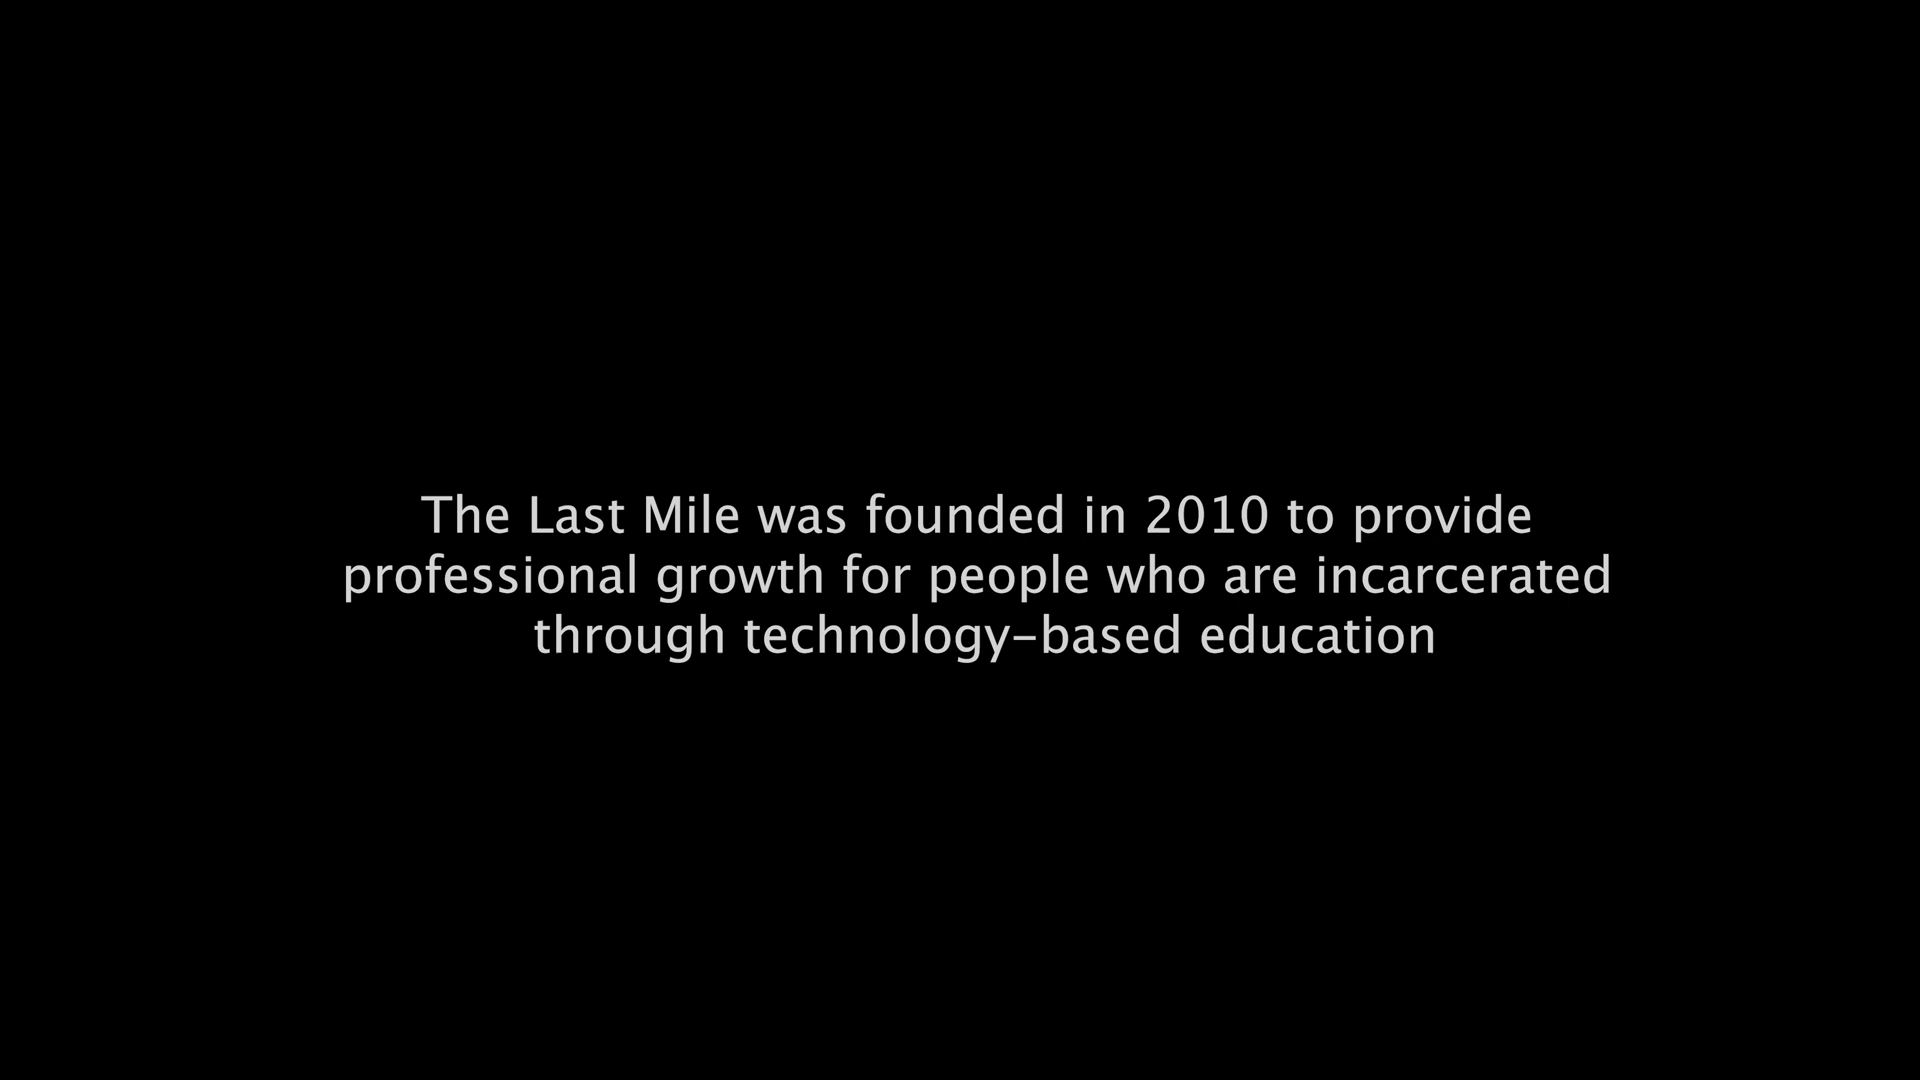 The Last Mile was founded in 2010 to provide
professional growth for people who are incarcerated
through technology-based education